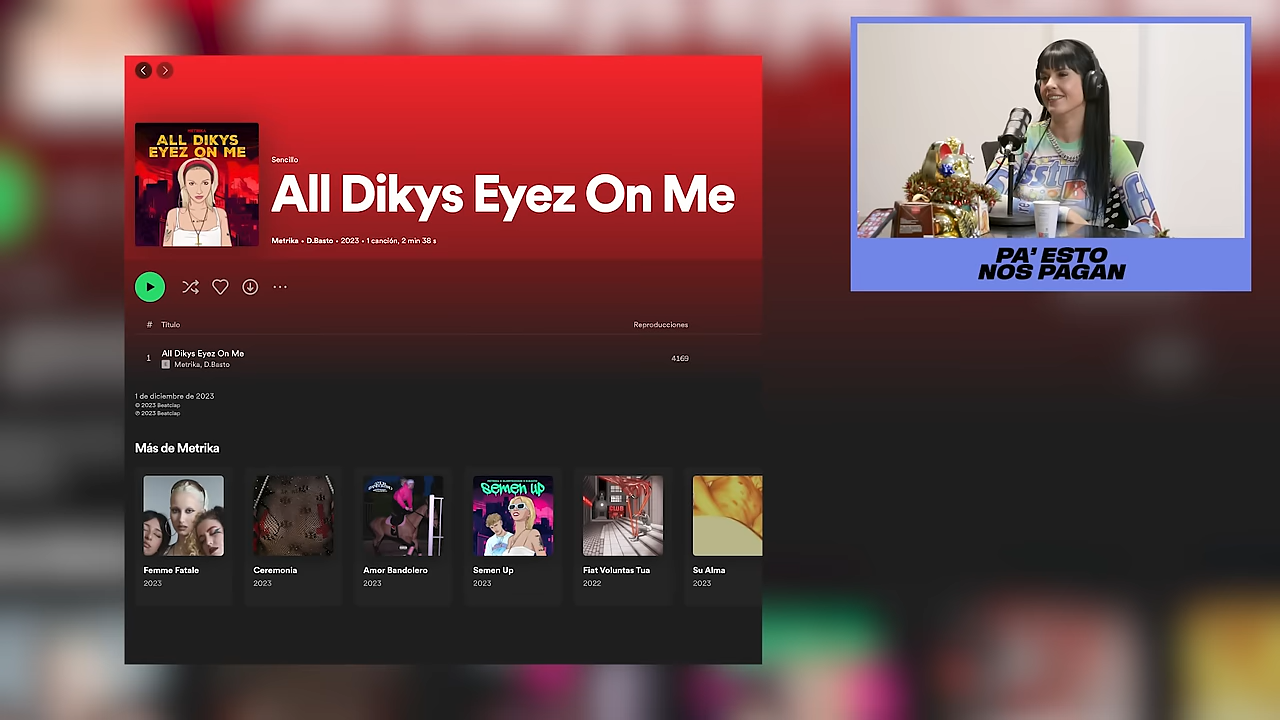 METRIKA
ALL DIKYS
EYEZ ON ME
Sencillo
All Dikys Eyez On Me
Metrika • D.Basto • 2023 • 1 canción, 2 min 38 s
# Título Reproducciones
1 All Dikys Eyez On Me 4169
E Metrika, D.Basto
1 de diciembre de 2023
© 2023 Beatclap
℗ 2023 Beatclap
Más de Metrika
SEMEN UP
CLUB
Femme Fatale
2023
Ceremonia
2023
Amor Bandolero
2023
Semen Up
2023
Fiat Voluntas Tua
2022
Su Alma
2023
PA' ESTO
NOS PAGAN